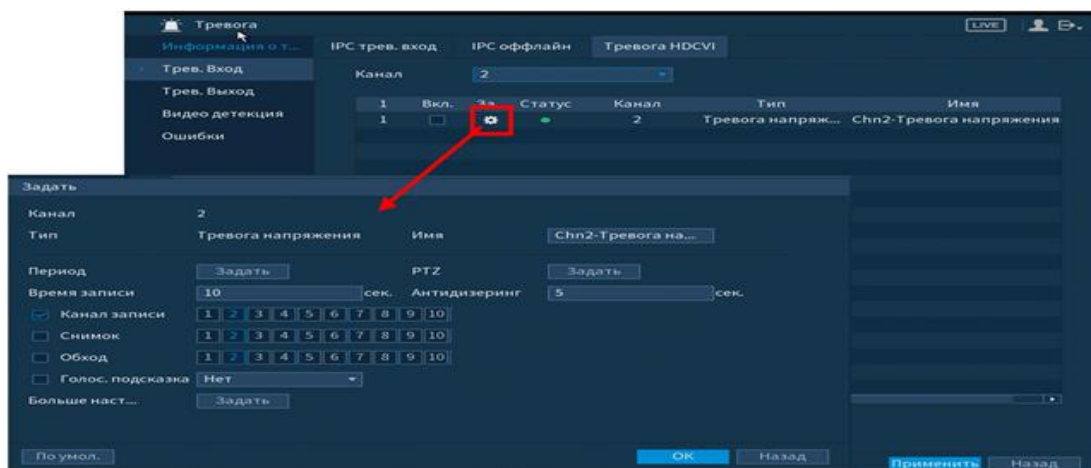 Тревога LIVE
Информация о т... IPC трев. вход IPC оффлайн Тревога HDCVI
Трев. Вход Канал 2
Трев. Выход
1 Вкл. За... Статус Канал Тип Имя
Видео детекция
1 2 Тревога напряж... Chn2-Тревога напряжения
Ошибки
Задать
Канал 2
Тип Тревога напряжения Имя Chn2-Тревога на...
Период Задать PTZ Задать
Время записи 10 сек. Антидизеринг 5 сек.
Канал записи 1 2 3 4 5 6 7 8 9 10
Снимок 1 2 3 4 5 6 7 8 9 10
Обход 1 2 3 4 5 6 7 8 9 10
Голос. подсказка Нет
Больше наст... Задать
По умол. OK Назад
Применить Назад